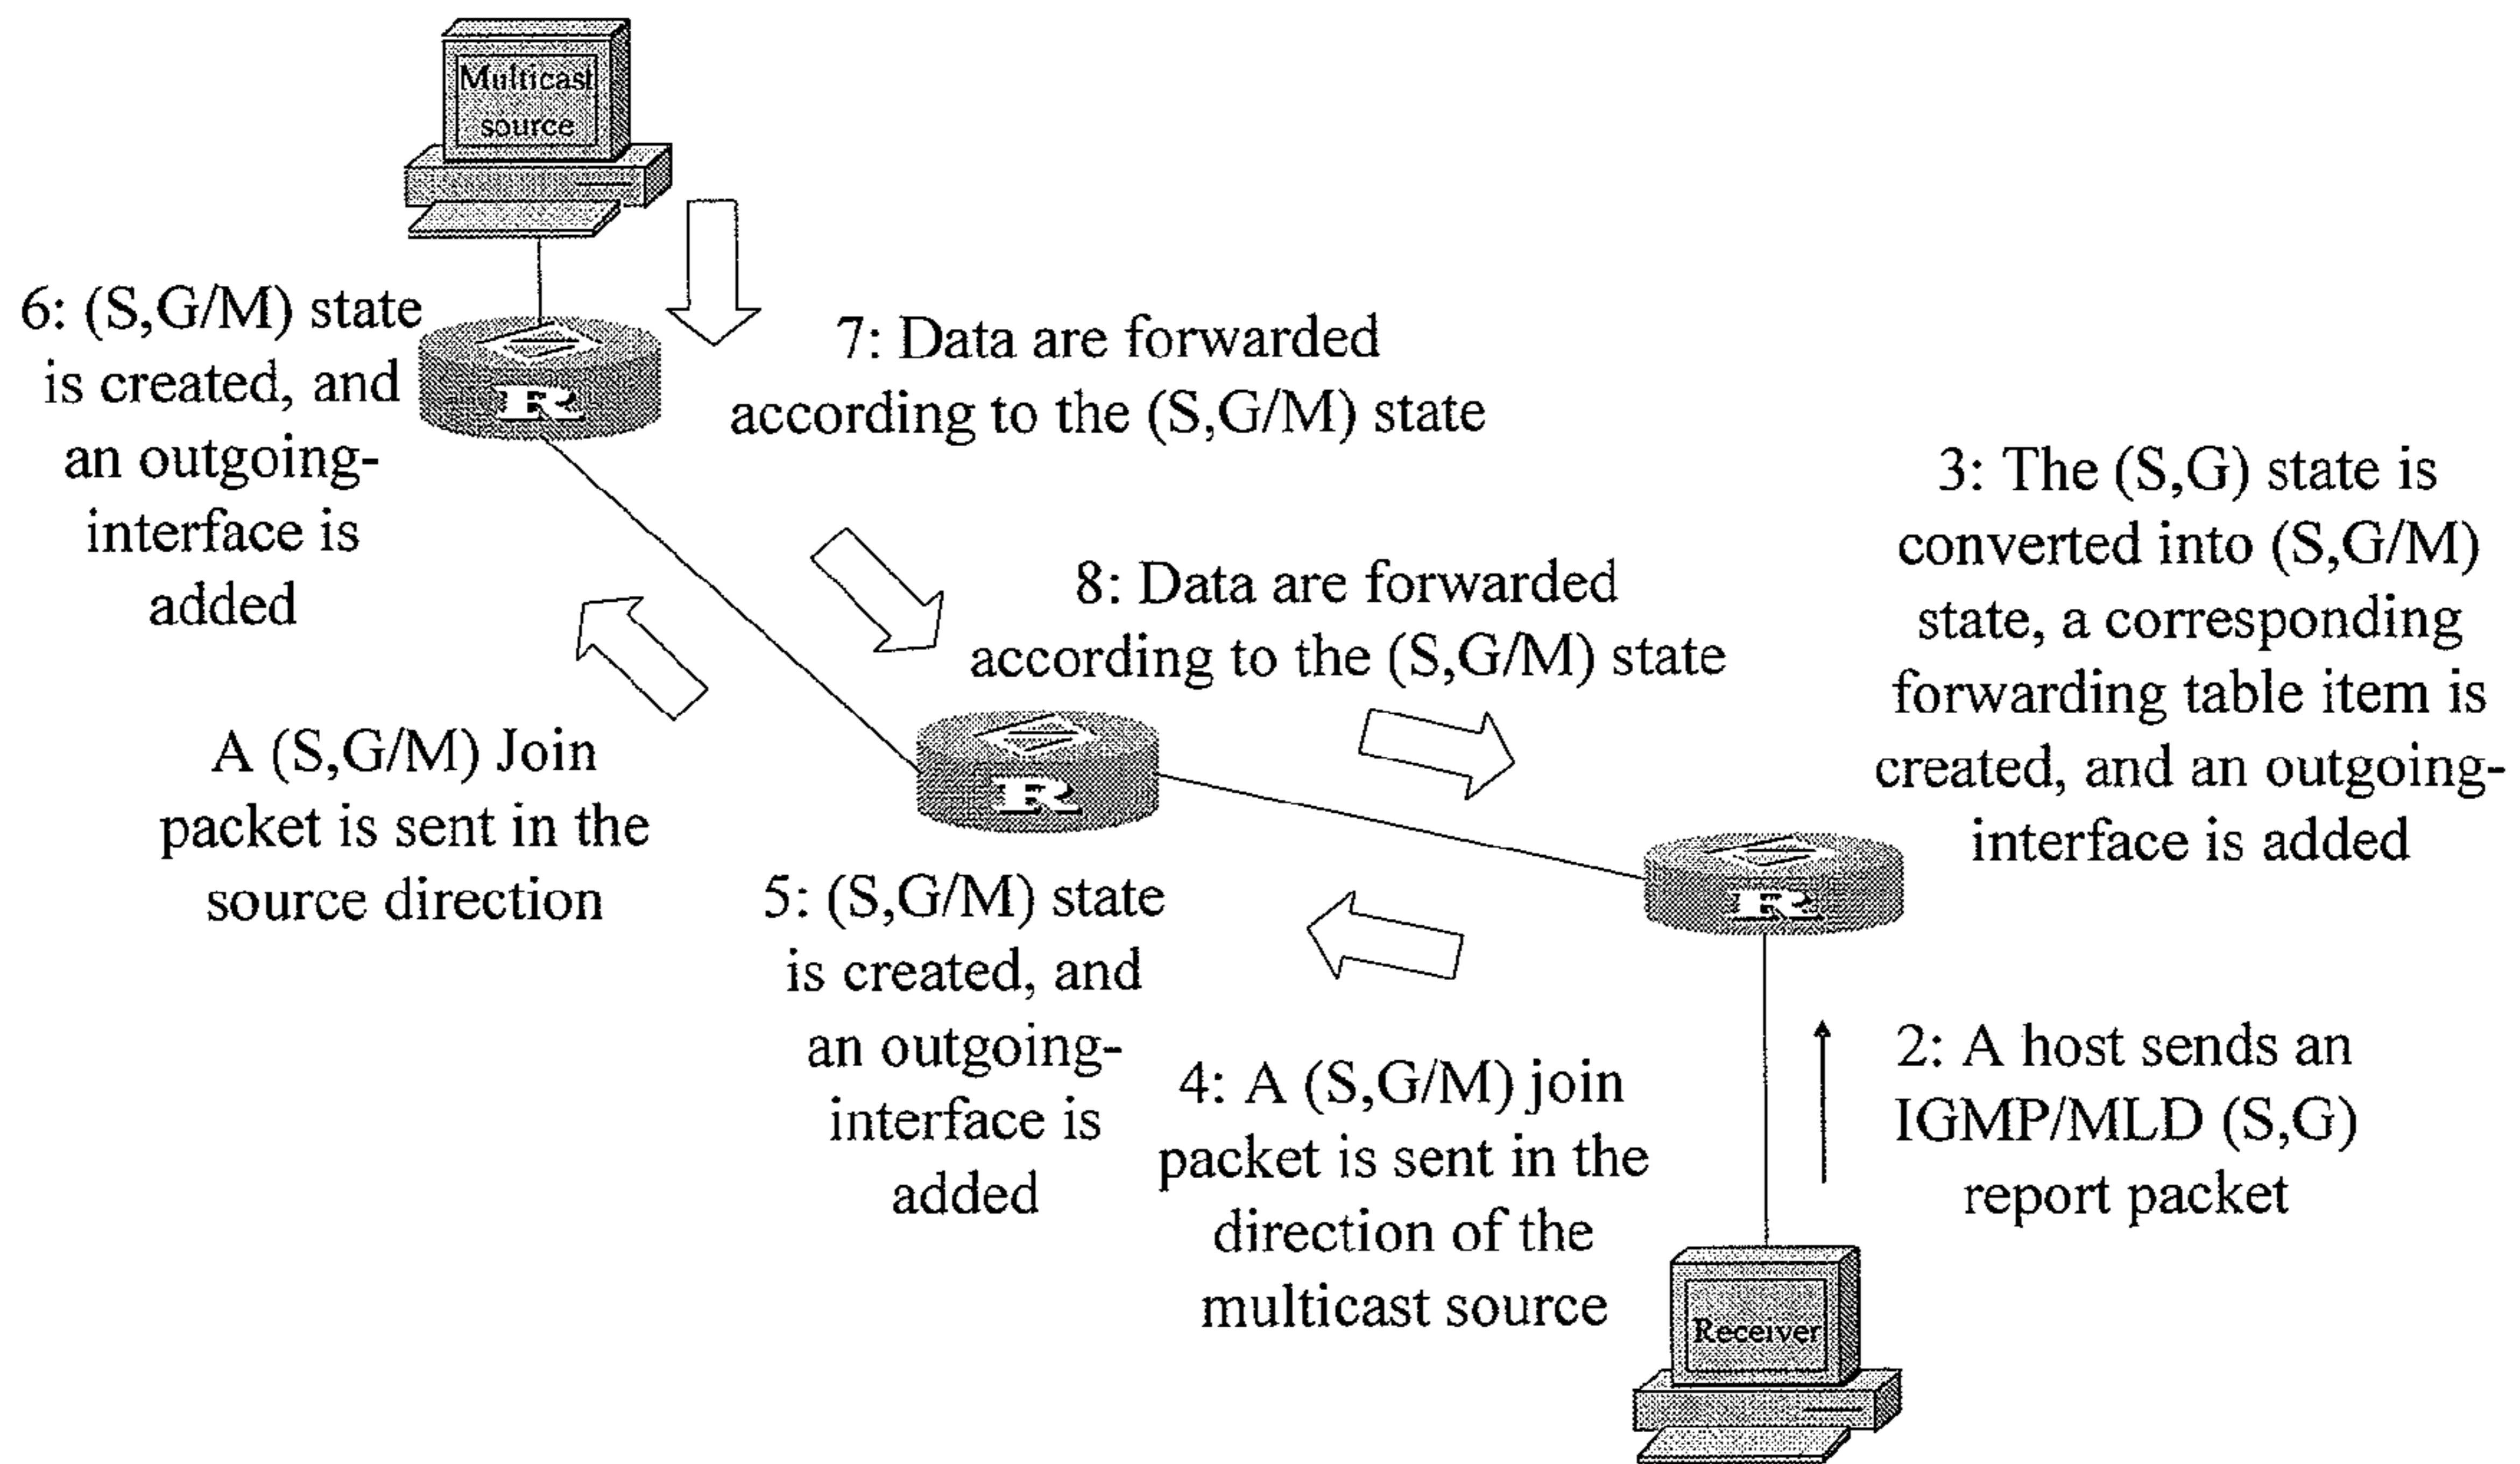 Multicast
source
6: (S,G/M) state
is created, and
an outgoing-
interface is
added
R
7: Data are forwarded
according to the (S,G/M) state
3: The (S,G) state is
converted into (S,G/M)
state, a corresponding
forwarding table item is
created, and an outgoing-
interface is added
8: Data are forwarded
according to the (S,G/M) state
A (S,G/M) Join
packet is sent in the
source direction
R
R
5: (S,G/M) state
is created, and
an outgoing-
interface is
added
4: A (S,G/M) join
packet is sent in the
direction of the
multicast source
2: A host sends an
IGMP/MLD (S,G)
report packet
Receiver